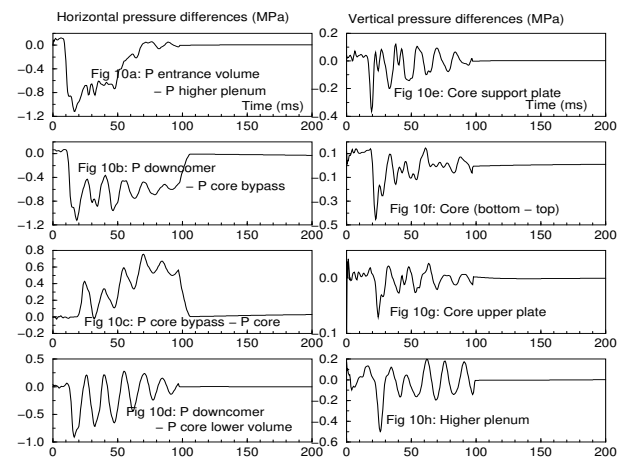 Horizontal pressure differences (MPa)
Vertical pressure differences (MPa)
0.0
−0.4
−0.8
−1.2
Fig 10a: P entrance volume
− P higher plenum
Time (ms)
0 50 100 150 200
0.2
0.0
−0.2
−0.4
Fig 10e: Core support plate
Time (ms)
0 50 100 150 200
0.0
−0.4
−0.8
−1.2
Fig 10b: P downcomer
− P core bypass
0 50 100 150 200
0.1
−0.1
−0.3
−0.5
Fig 10f: Core (bottom − top)
0 50 100 150 200
0.8
0.6
0.4
0.2
0.0
−0.2
Fig 10c: P core bypass − P core
0 50 100 150 200
0.0
−0.1
Fig 10g: Core upper plate
0 50 100 150 200
0.5
0.0
−0.5
−1.0
Fig 10d: P downcomer
− P core lower volume
0 50 100 150 200
0.2
0.0
−0.2
−0.4
−0.6
Fig 10h: Higher plenum
0 50 100 150 200